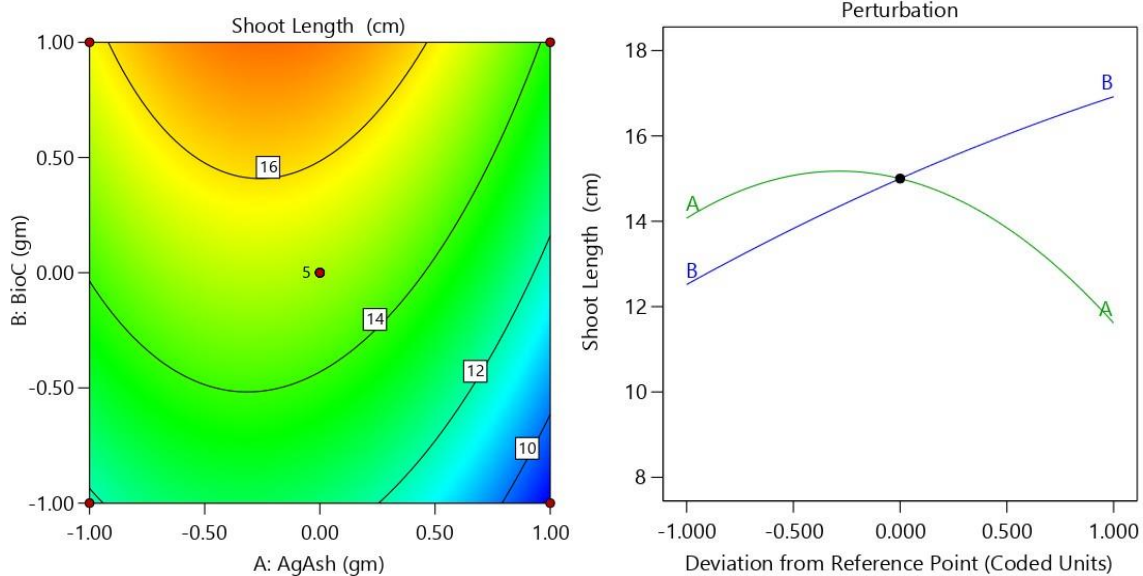 Shoot Length (cm)
1.00
0.50
0.00
-0.50
-1.00
B: BioC (gm)
16
5
14
12
10
-1.00 -0.50 0.00 0.50 1.00
A: AgAsh (gm)
Perturbation
18
16
14
12
10
8
Shoot Length (cm)
B
A
B
A
-1.000 -0.500 0.000 0.500 1.000
Deviation from Reference Point (Coded Units)